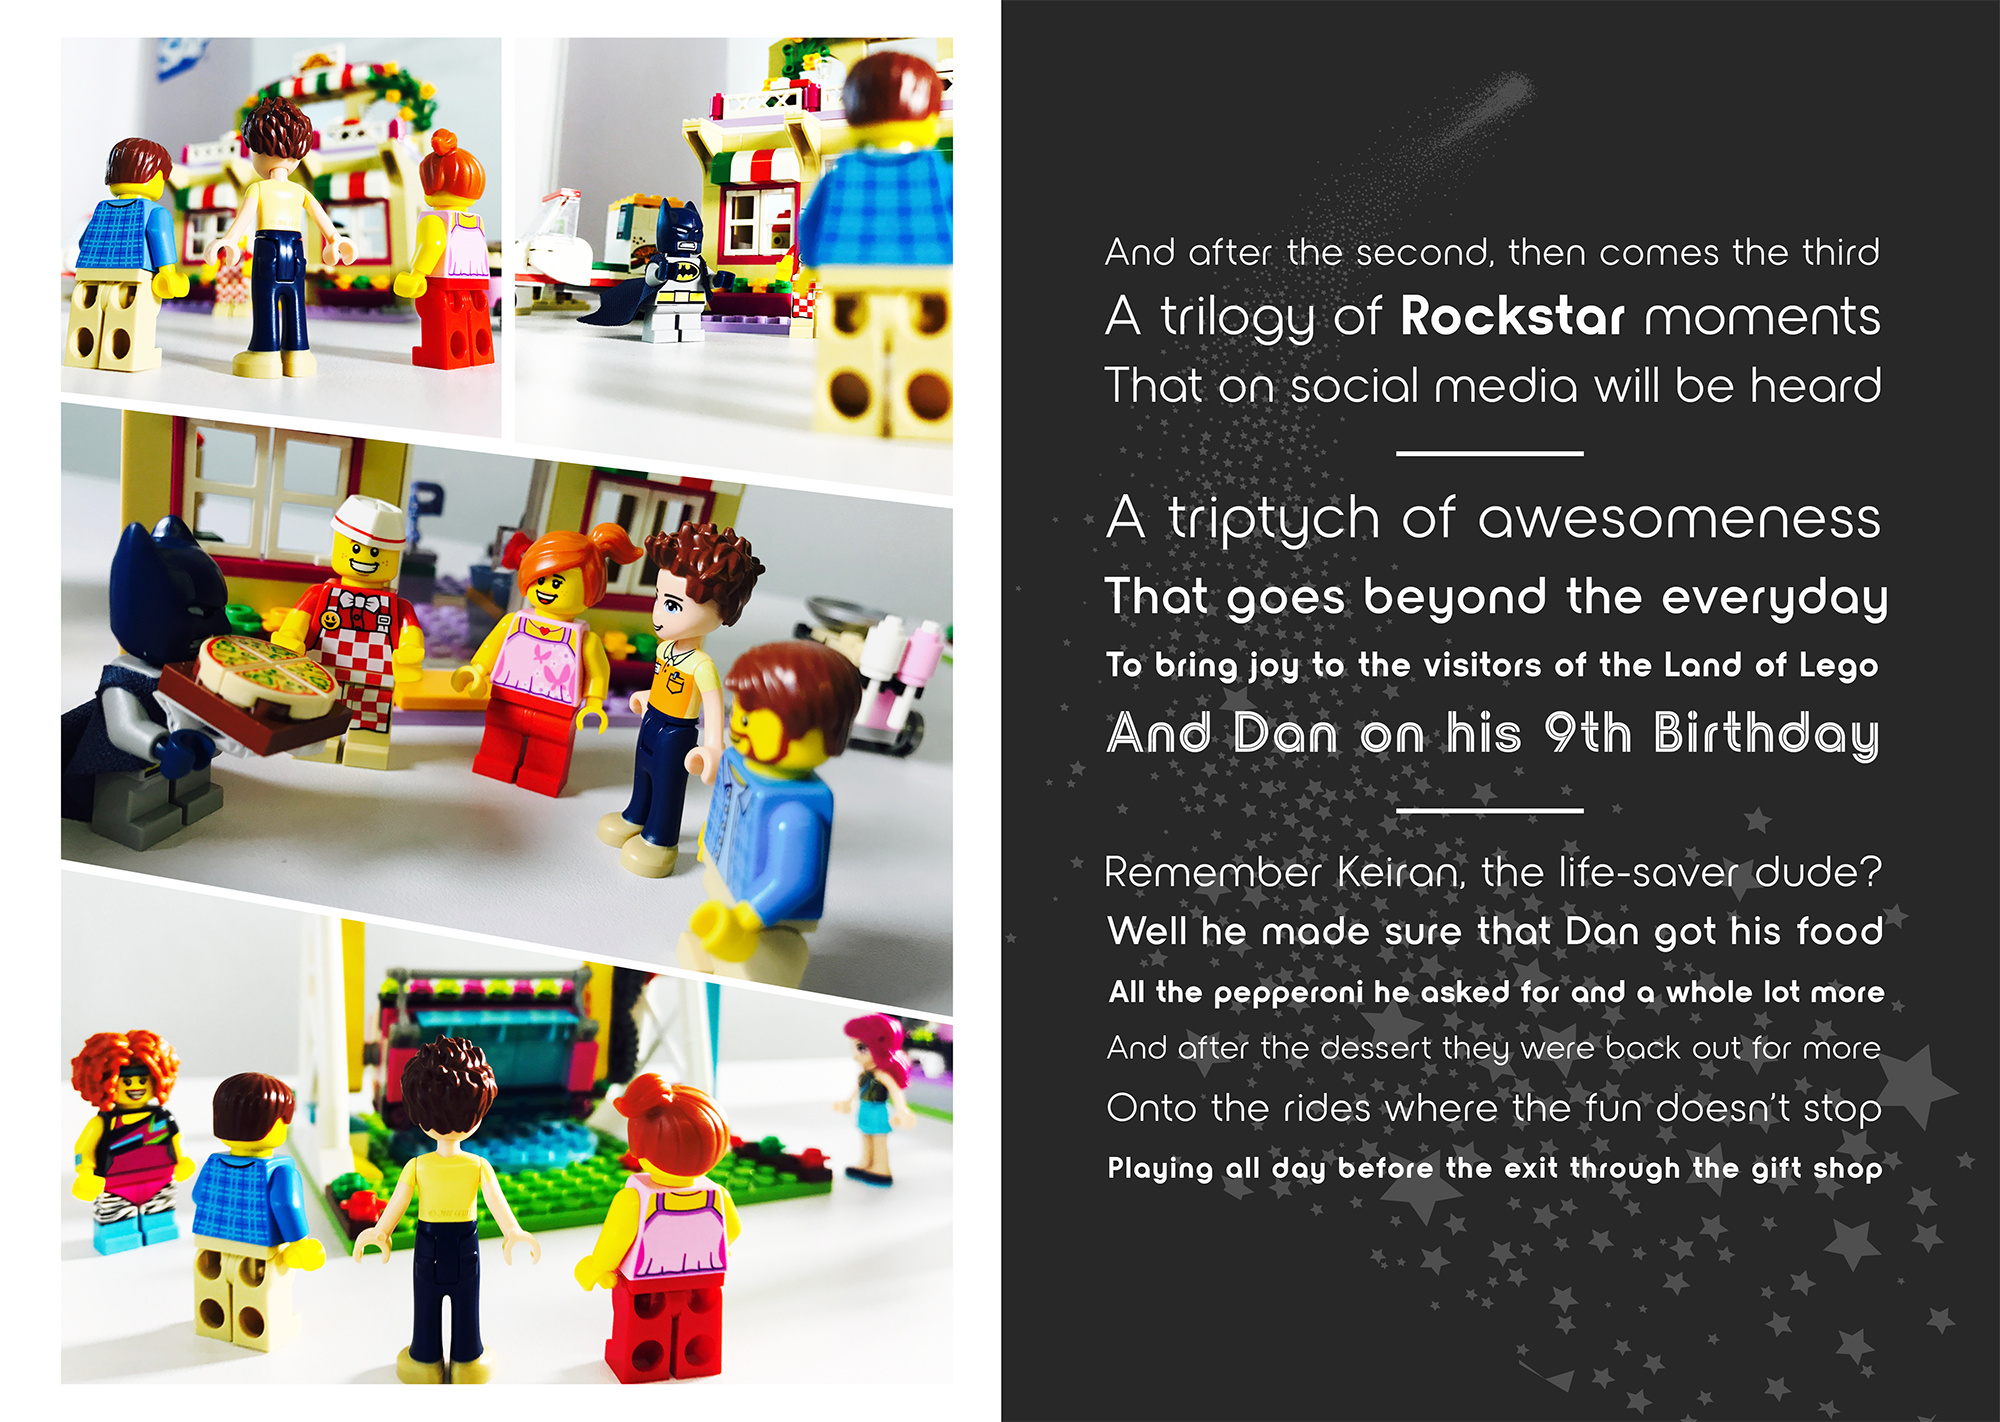 And after the second, then comes the third
A trilogy of Rockstar moments
That on social media will be heard
A triptych of awesomeness
That goes beyond the everyday
To bring joy to the visitors of the Land of Lego
And Dan on his 9th Birthday
Remember Keiran, the life-saver dude?
Well he made sure that Dan got his food
All the pepperoni he asked for and a whole lot more
And after the dessert they were back out for more
Onto the rides where the fun doesn't stop
Playing all day before the exit through the gift shop